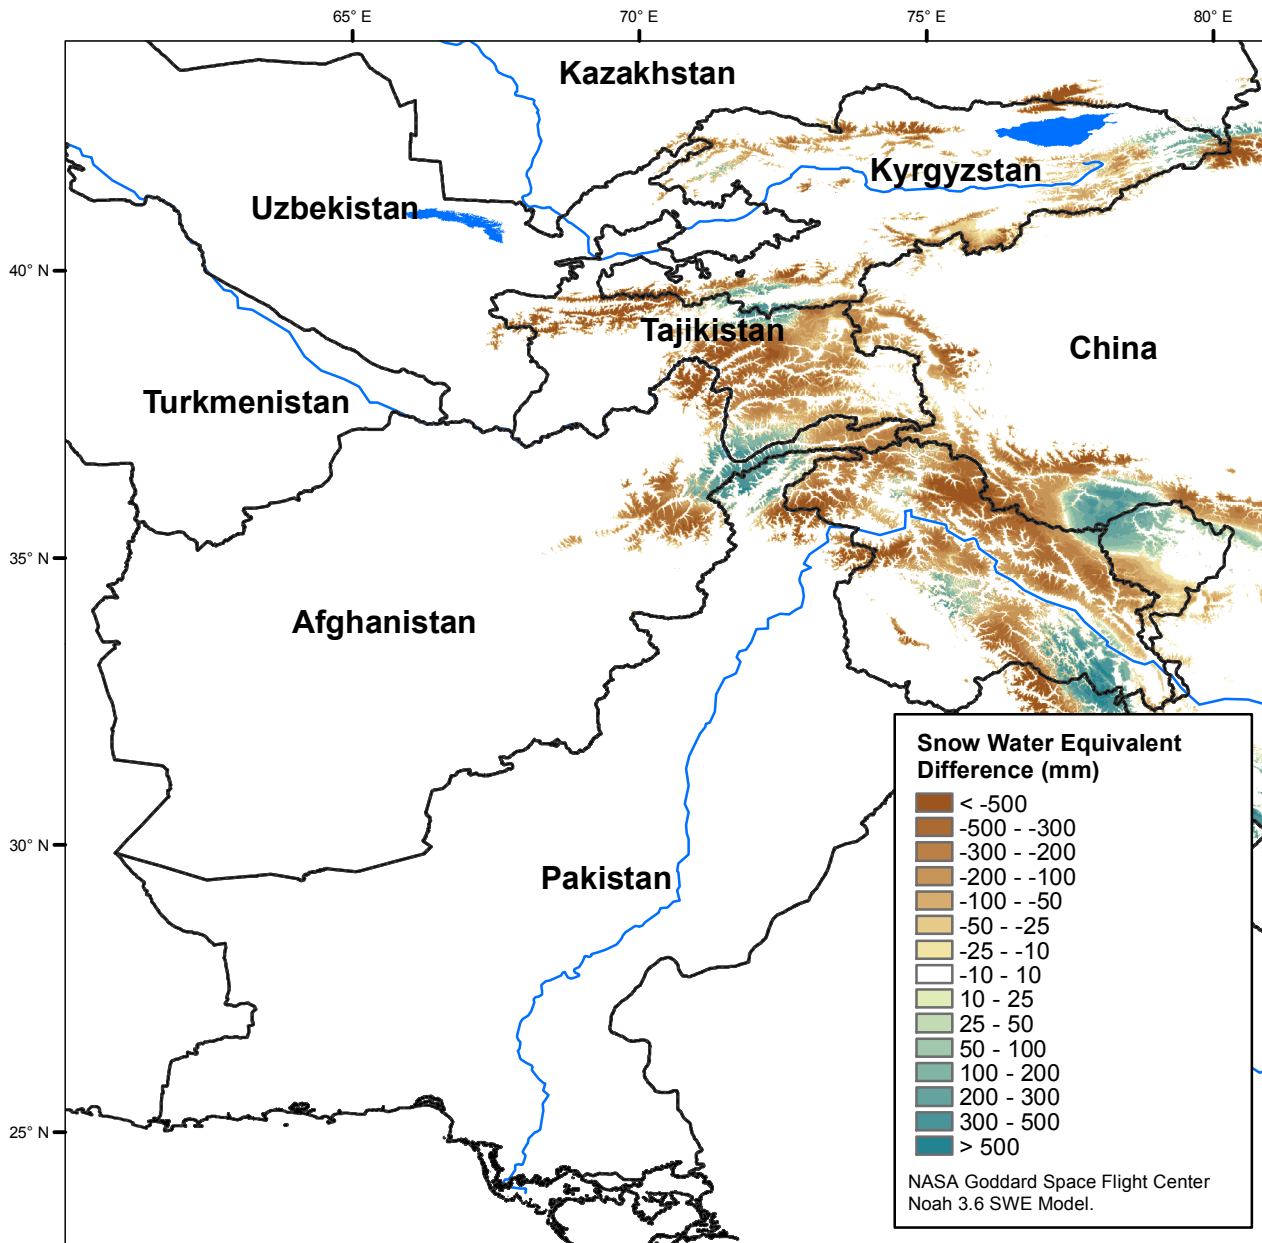 65° E
70° E
75° E
80° E
Kazakhstan
Kyrgyzstan
Uzbekistan
40° N
Tajikistan
China
Turkmenistan
35° N
Afghanistan
30° N
Pakistan
25° N
Snow Water Equivalent
Difference (mm)
< -500
-500 - -300
-300 - -200
-200 - -100
-100 - -50
-50 - -25
-25 - -10
-10 - 10
10 - 25
25 - 50
50 - 100
100 - 200
200 - 300
300 - 500
> 500
NASA Goddard Space Flight Center
Noah 3.6 SWE Model.